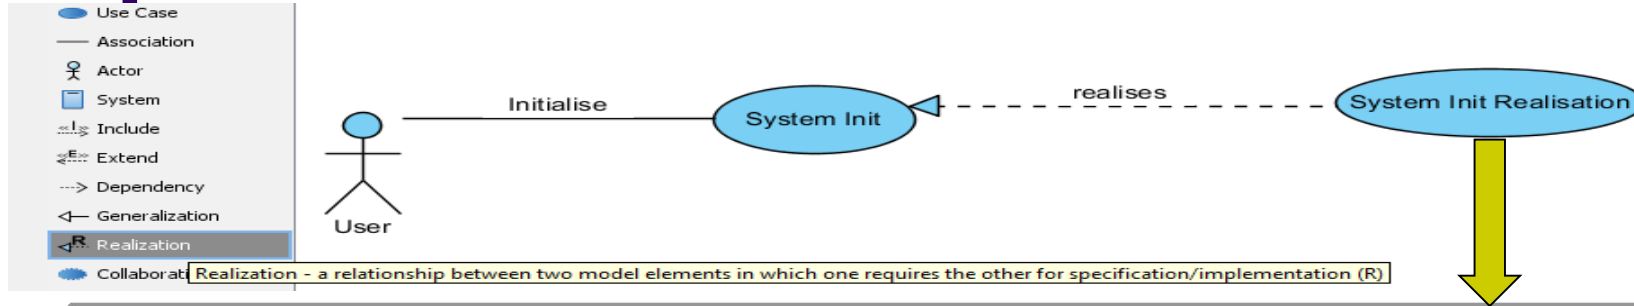 Use Case
Association
Actor
System
Include
Extend
Dependency
Generalization
R Realization
Collaborati
Realization - a relationship between two model elements in which one requires the other for specification/implementation (R)
Initialise
User
System Init
realises
System Init Realisation